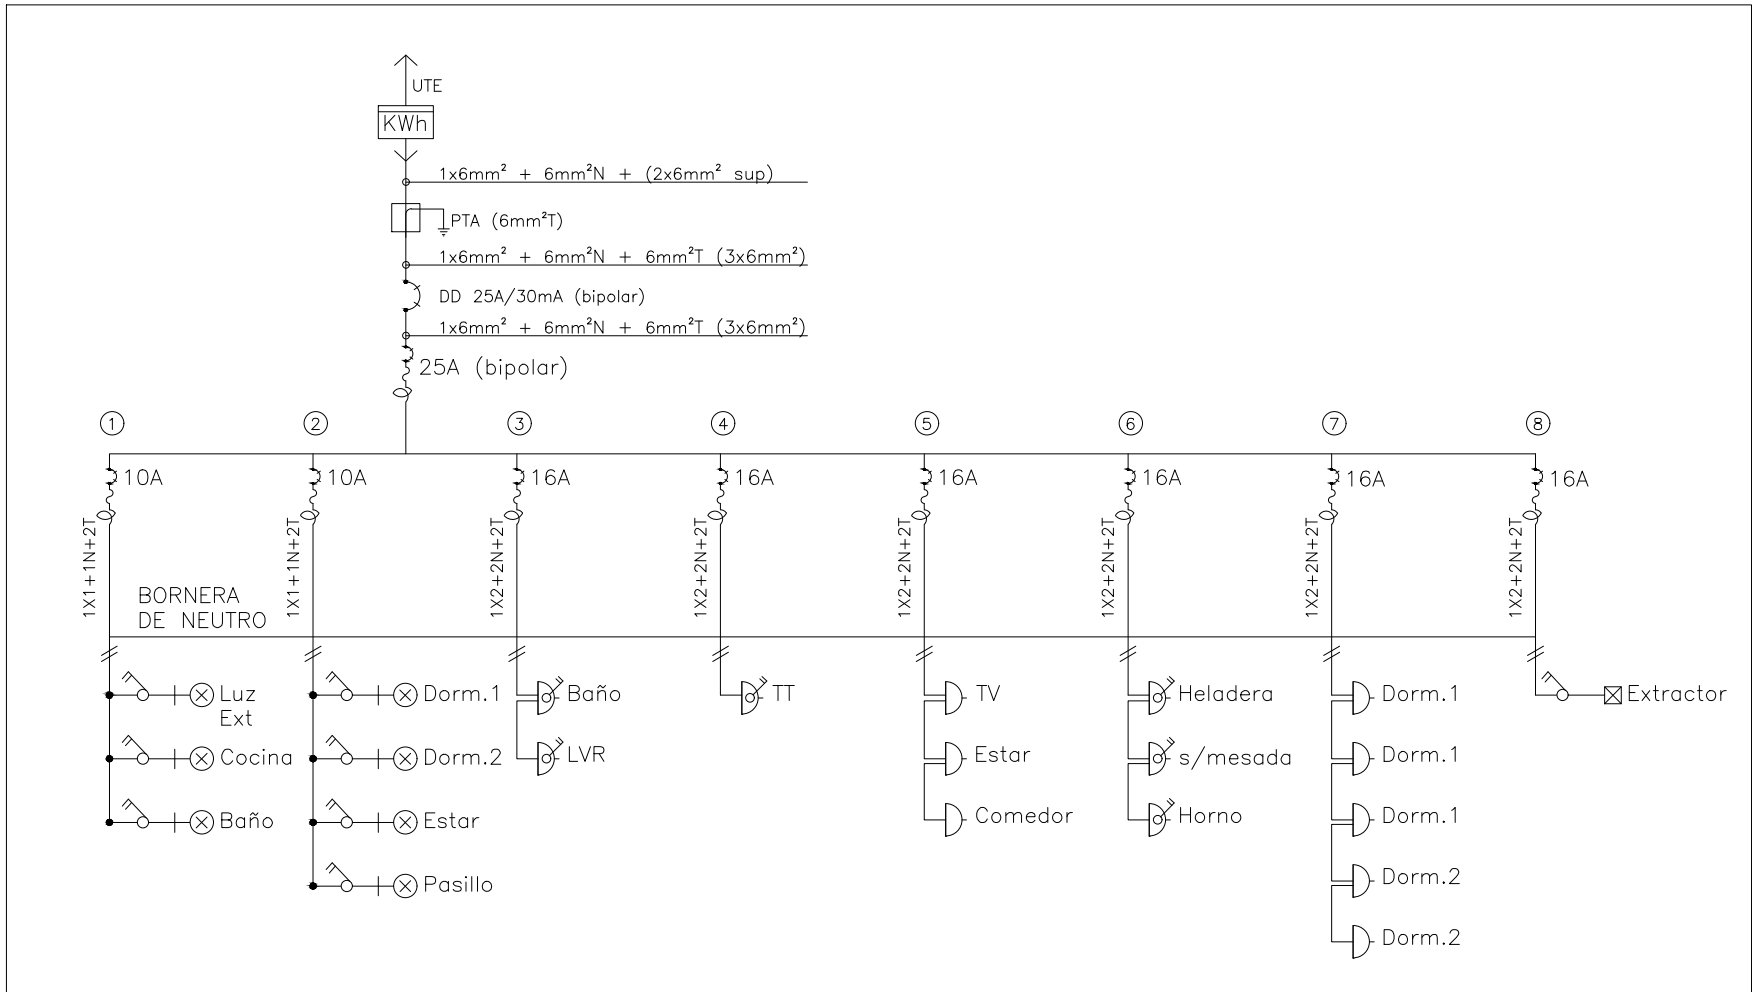 UTE
KWh
1x6mm² + 6mm²N + (2x6mm² sup)
PTA (6mm²T)
1x6mm² + 6mm²N + 6mm²T (3x6mm²)
DD 25A/30mA (bipolar)
1x6mm² + 6mm²N + 6mm²T (3x6mm²)
25A (bipolar)
1 2 3 4 5 6 7 8
10A 10A 16A 16A 16A 16A 16A 16A
1X1+1N+2T
1X1+1N+2T
1X2+2N+2T
1X2+2N+2T
1X2+2N+2T
1X2+2N+2T
1X2+2N+2T
1X2+2N+2T
BORNERA
DE NEUTRO
Luz
Ext
Cocina
Baño
Dorm.1
Dorm.2
Estar
Pasillo
Baño
LVR
TT
TV
Estar
Comedor
Heladera
s/mesada
Horno
Dorm.1
Dorm.1
Dorm.1
Dorm.2
Dorm.2
Extractor